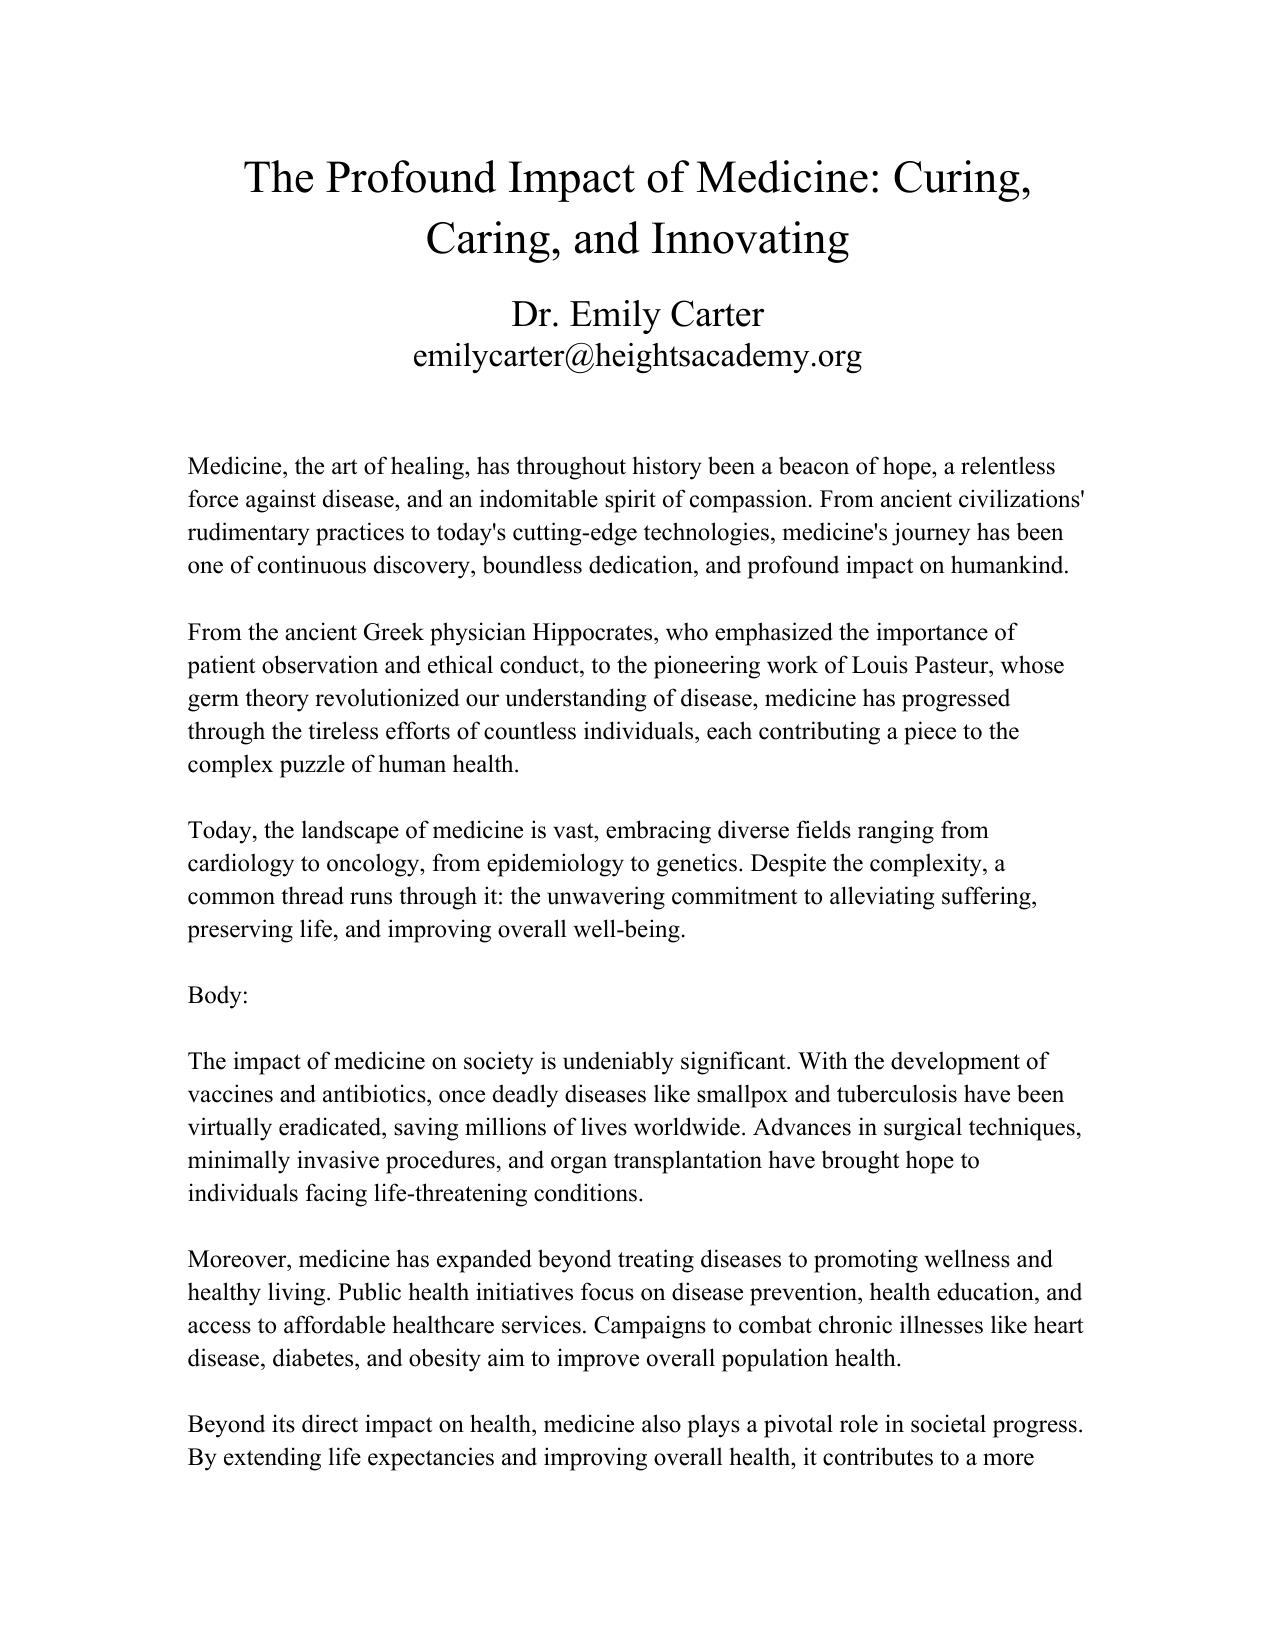 The Profound Impact of Medicine: Curing,
Caring, and Innovating
Dr. Emily Carter
emilycarter@heightsacademy.org
Medicine, the art of healing, has throughout history been a beacon of hope, a relentless
force against disease, and an indomitable spirit of compassion. From ancient civilizations'
rudimentary practices to today's cutting-edge technologies, medicine's journey has been
one of continuous discovery, boundless dedication, and profound impact on humankind.
From the ancient Greek physician Hippocrates, who emphasized the importance of
patient observation and ethical conduct, to the pioneering work of Louis Pasteur, whose
germ theory revolutionized our understanding of disease, medicine has progressed
through the tireless efforts of countless individuals, each contributing a piece to the
complex puzzle of human health.
Today, the landscape of medicine is vast, embracing diverse fields ranging from
cardiology to oncology, from epidemiology to genetics. Despite the complexity, a
common thread runs through it: the unwavering commitment to alleviating suffering,
preserving life, and improving overall well-being.
Body:
The impact of medicine on society is undeniably significant. With the development of
vaccines and antibiotics, once deadly diseases like smallpox and tuberculosis have been
virtually eradicated, saving millions of lives worldwide. Advances in surgical techniques,
minimally invasive procedures, and organ transplantation have brought hope to
individuals facing life-threatening conditions.
Moreover, medicine has expanded beyond treating diseases to promoting wellness and
healthy living. Public health initiatives focus on disease prevention, health education, and
access to affordable healthcare services. Campaigns to combat chronic illnesses like heart
disease, diabetes, and obesity aim to improve overall population health.
Beyond its direct impact on health, medicine also plays a pivotal role in societal progress.
By extending life expectancies and improving overall health, it contributes to a more